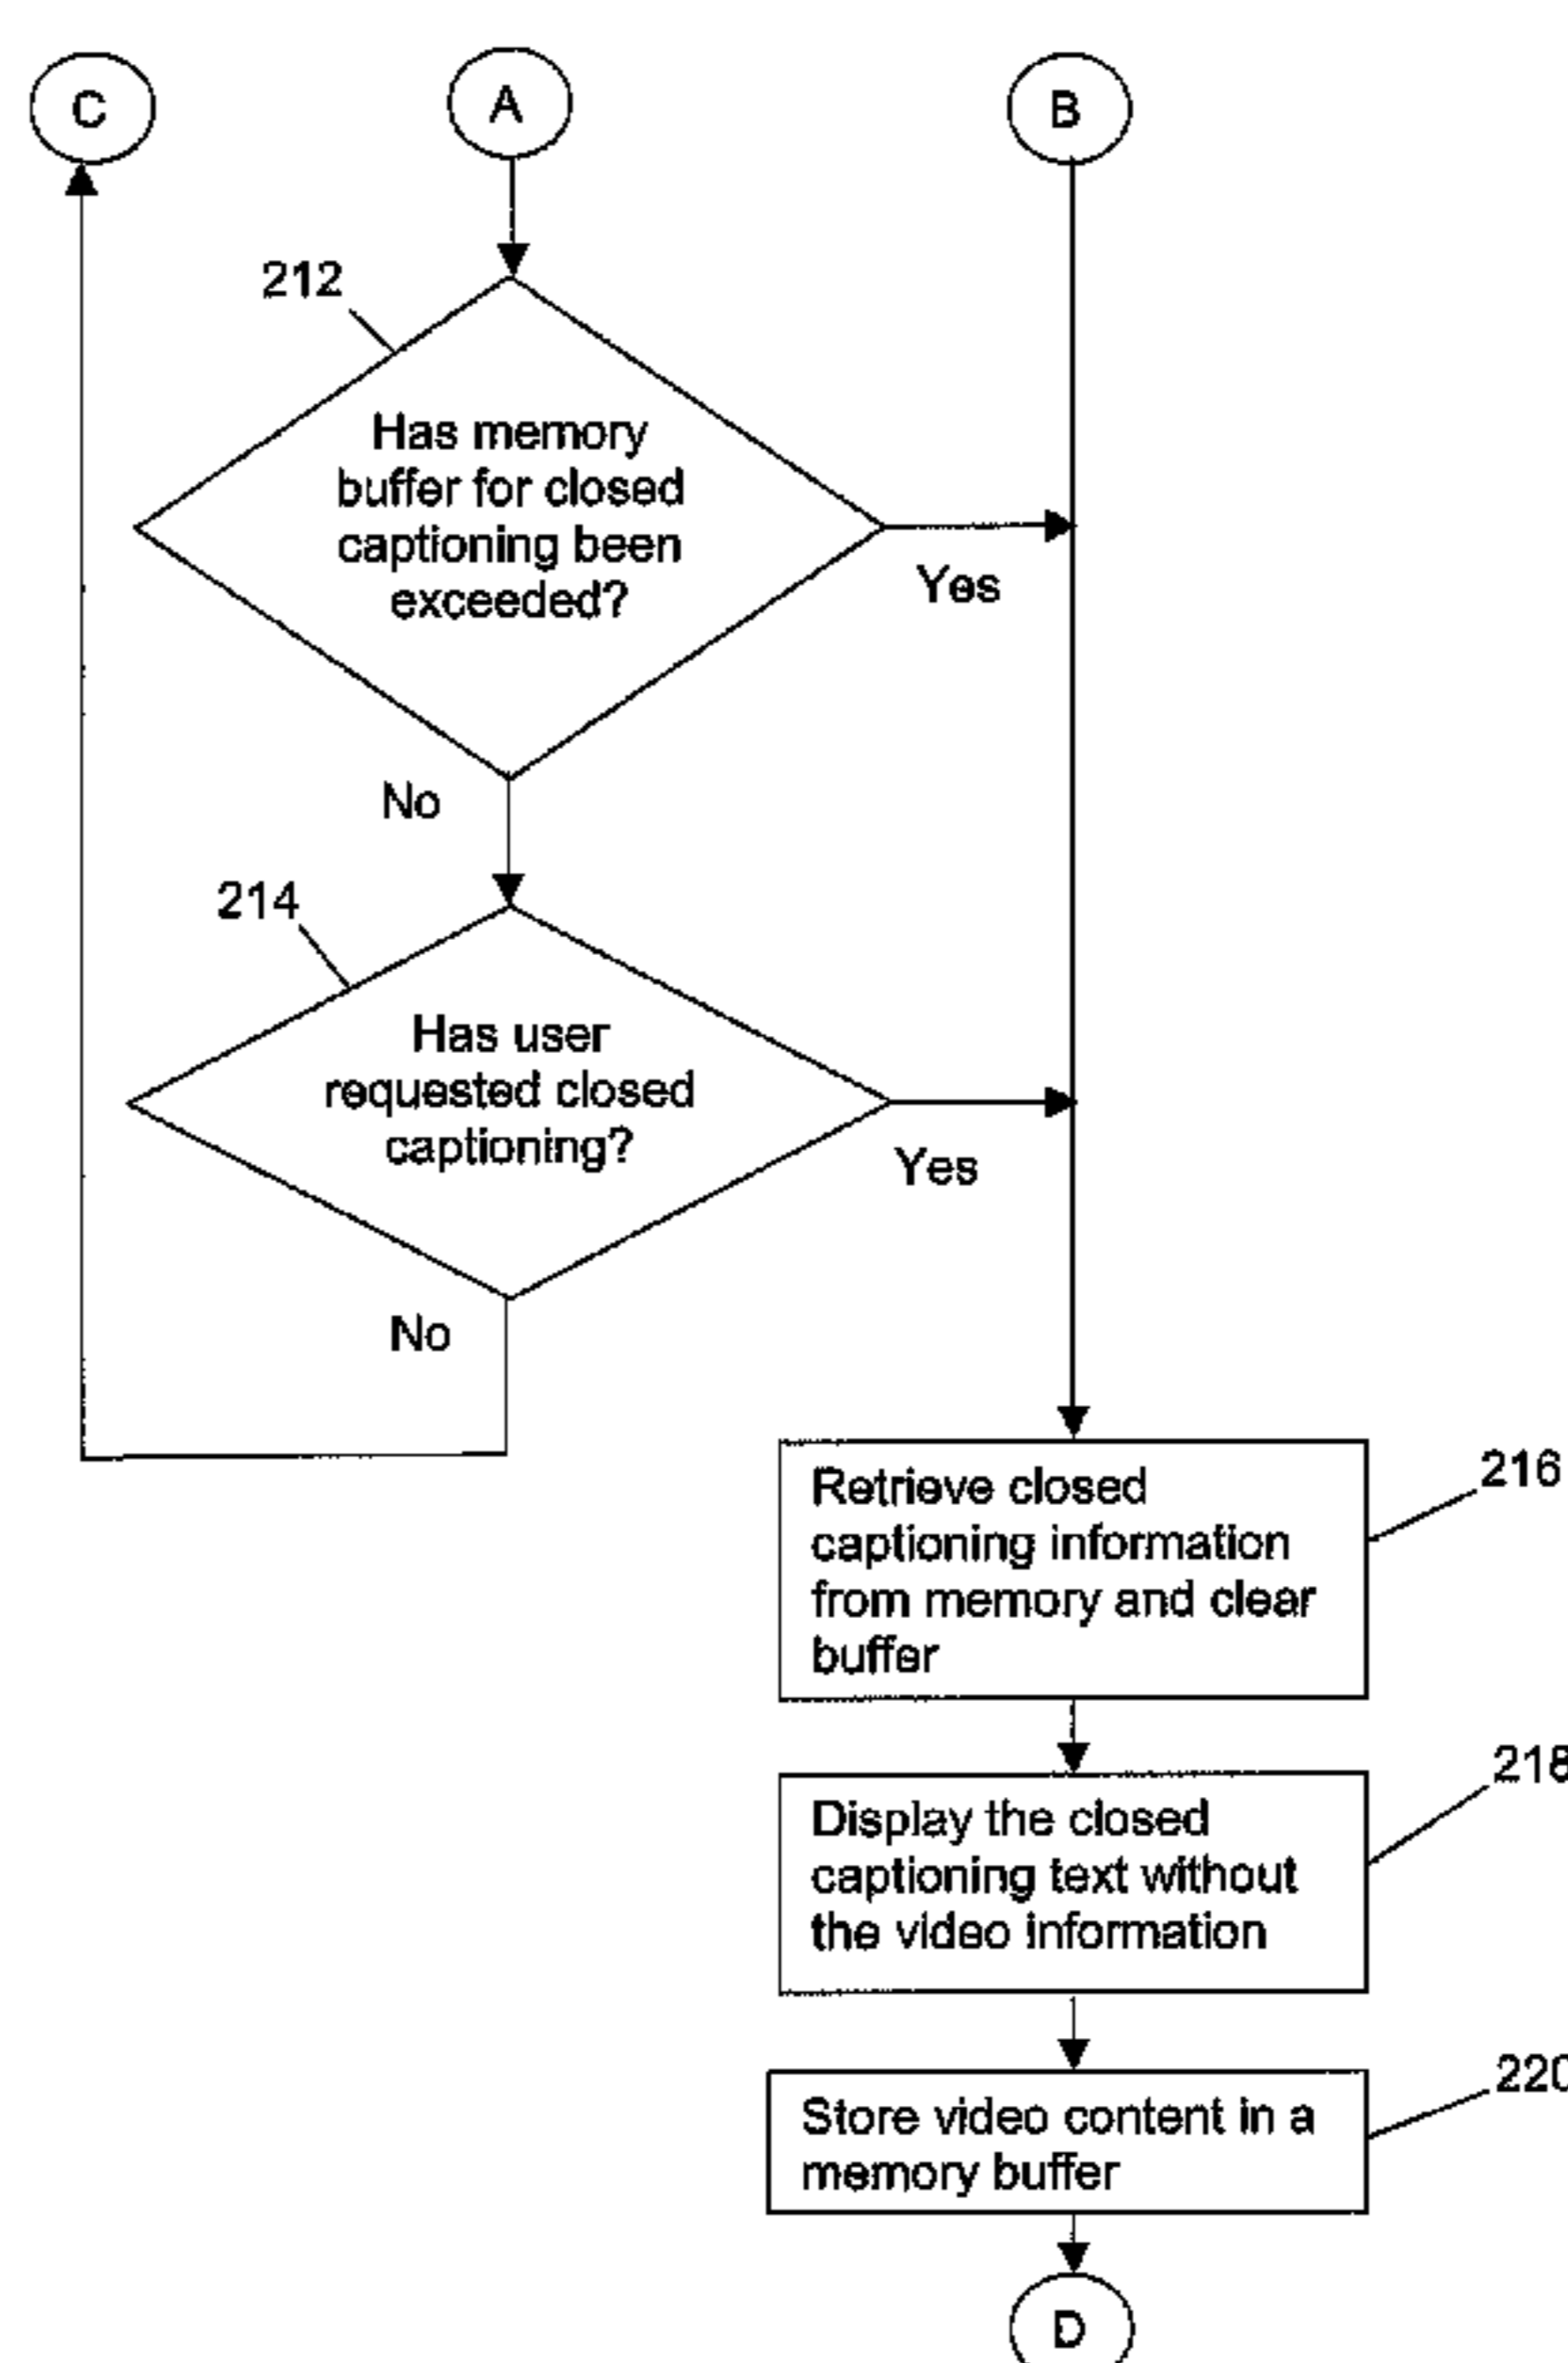 C
A
B
212
Has memory
buffer for closed
captioning been
exceeded?
Yes
No
214
Has user
requested closed
captioning?
Yes
No
Retrieve closed
captioning information
from memory and clear
buffer
216
Display the closed
captioning text without
the video information
218
Store video content in a
memory buffer
220
D